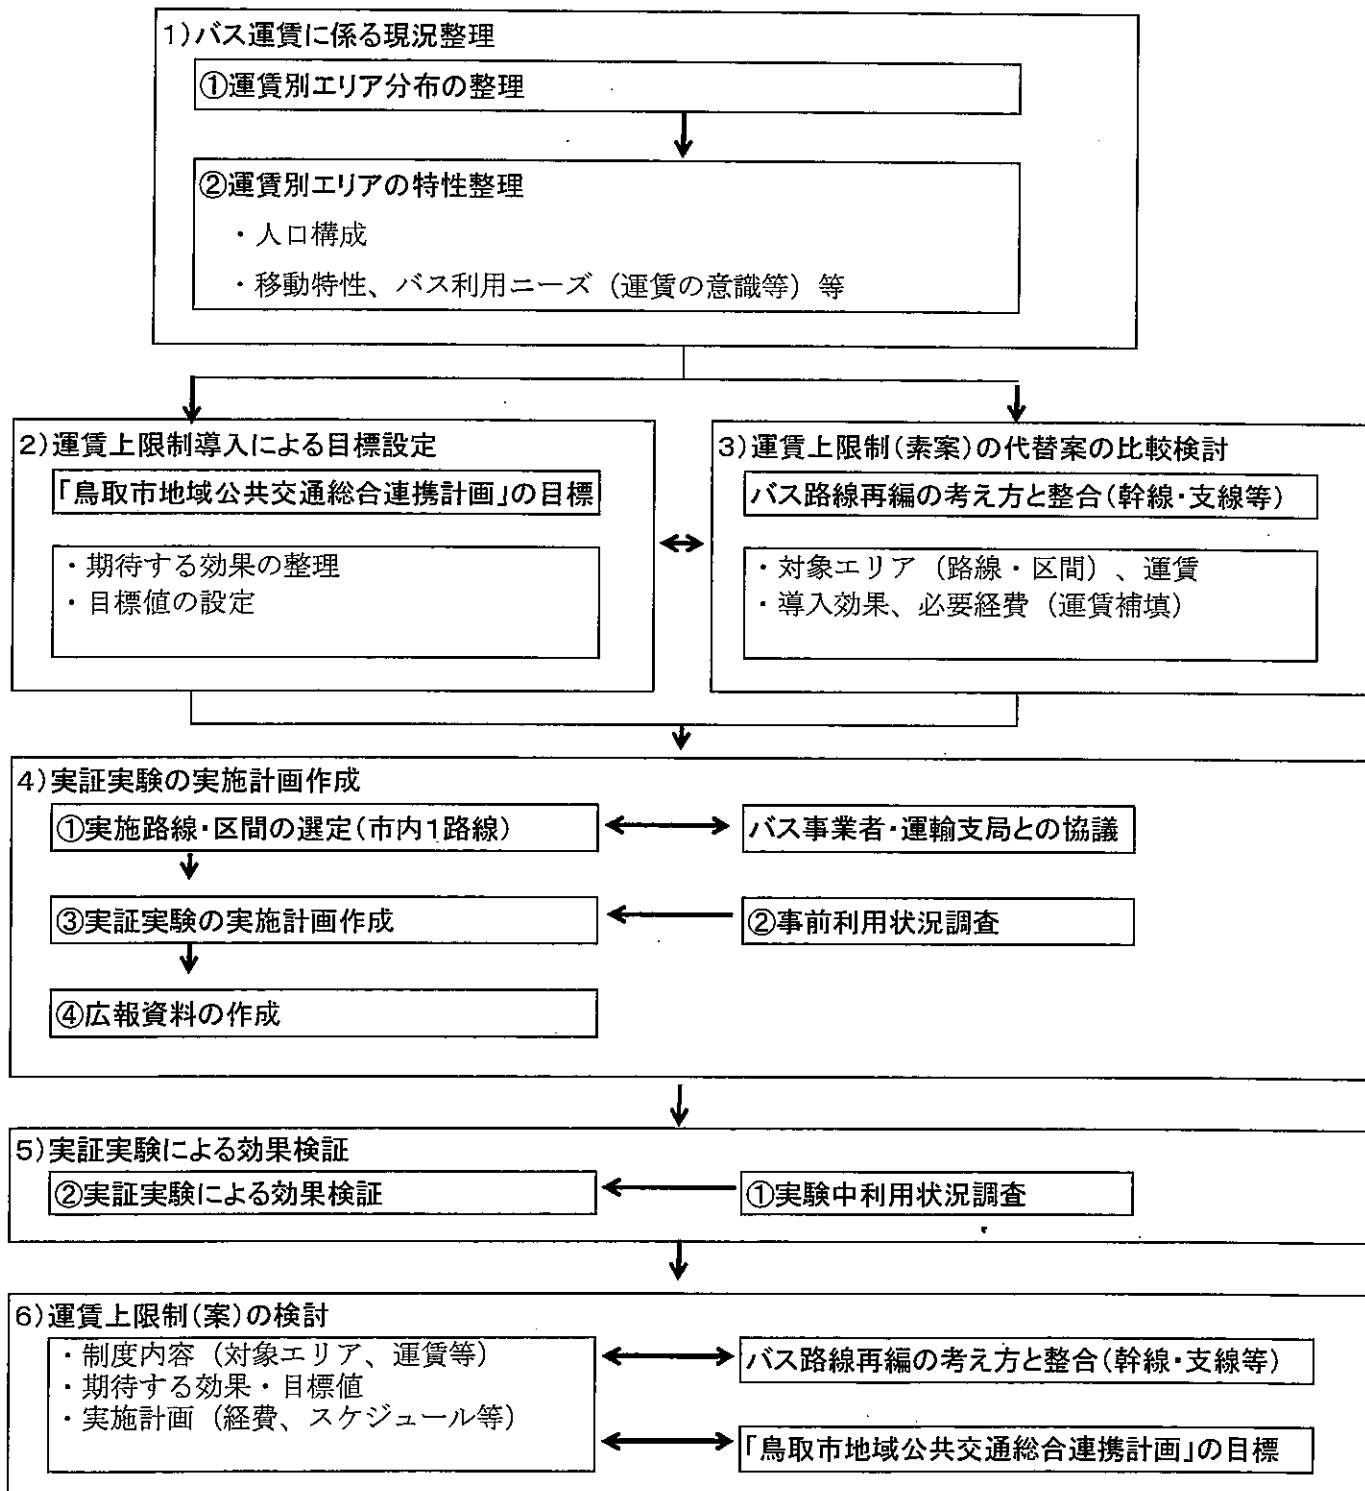 1)バス運賃に係る現況整理
①運賃別エリア分布の整理
②運賃別エリアの特性整理
・人口構成
・移動特性、バス利用ニーズ（運賃の意識等）等
2)運賃上限制導入による目標設定
「鳥取市地域公共交通総合連携計画」の目標
・期待する効果の整理
・目標値の設定
3)運賃上限制(素案)の代替案の比較検討
バス路線再編の考え方と整合(幹線・支線等)
・対象エリア（路線・区間）、運賃
・導入効果、必要経費（運賃補填）
4)実証実験の実施計画作成
①実施路線・区間の選定(市内1路線)
バス事業者・運輸支局との協議
③実証実験の実施計画作成
②事前利用状況調査
④広報資料の作成
5)実証実験による効果検証
②実証実験による効果検証
①実験中利用状況調査
6)運賃上限制(案)の検討
・制度内容（対象エリア、運賃等）
・期待する効果・目標値
・実施計画（経費、スケジュール等）
バス路線再編の考え方と整合(幹線・支線等)
「鳥取市地域公共交通総合連携計画」の目標